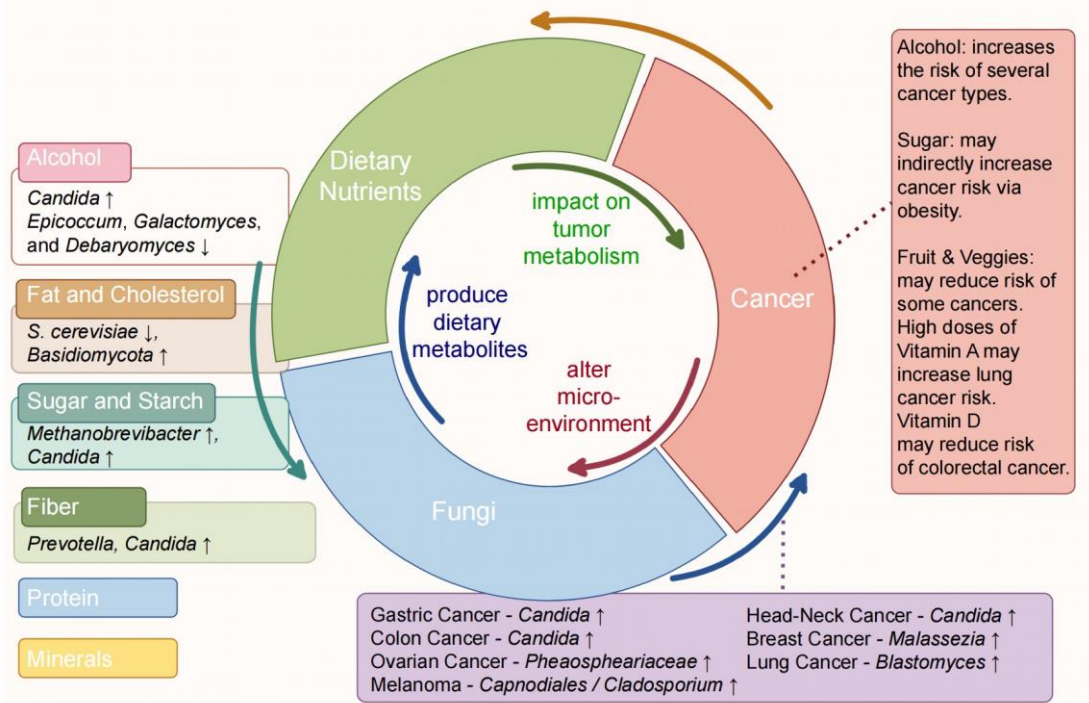 Alcohol
Candida ↑
Epicoccum, Galactomyces,
and Debaryomyces ↓
Fat and Cholesterol
S. cerevisiae ↓,
Basidiomycota ↑
Sugar and Starch
Methanobrevibacter ↑,
Candida ↑
Fiber
Prevotella, Candida ↑
Protein
Minerals
Dietary
Nutrients
impact on
tumor
metabolism
produce
dietary
metabolites
Cancer
alter
micro-
environment
Fungi
Alcohol: increases
the risk of several
cancer types.
Sugar: may
indirectly increase
cancer risk via
obesity.
Fruit & Veggies:
may reduce risk of
some cancers.
High doses of
Vitamin A may
increase lung
cancer risk.
Vitamin D
may reduce risk
of colorectal cancer.
Gastric Cancer - Candida ↑
Colon Cancer - Candida ↑
Ovarian Cancer - Pheaospheariaceae ↑
Melanoma - Capnodiales / Cladosporium ↑
Head-Neck Cancer - Candida ↑
Breast Cancer - Malassezia ↑
Lung Cancer - Blastomyces ↑